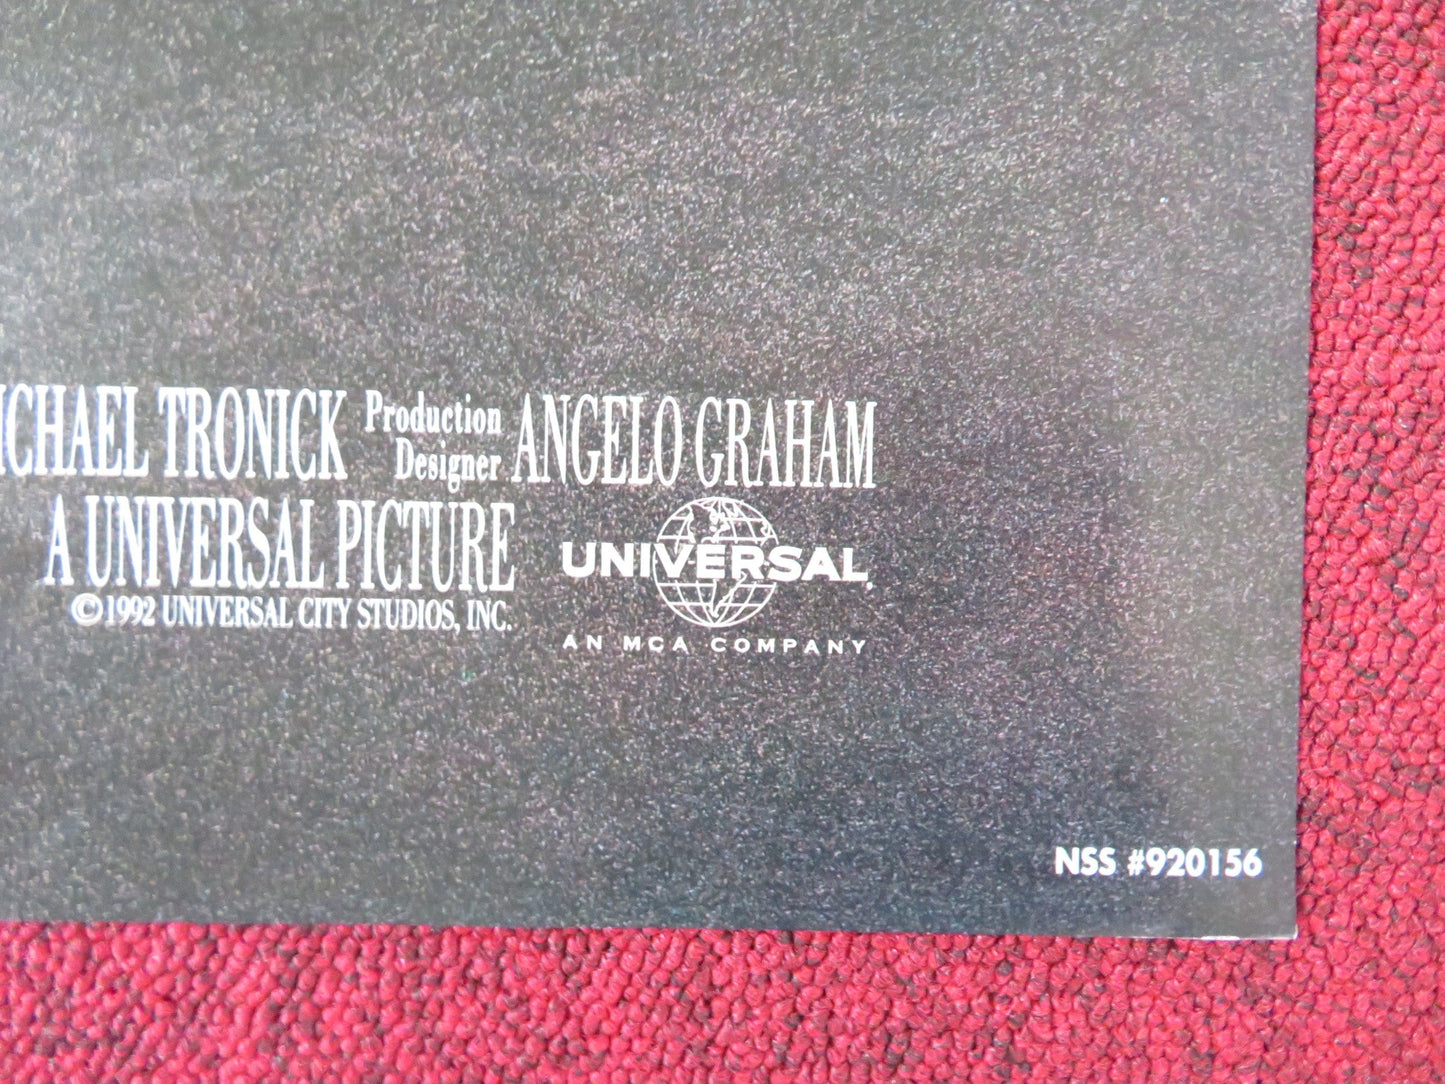 ICHAEL TRONICK Production Designer ANGELO GRAHAM
A UNIVERSAL PICTURE
©1992 UNIVERSAL CITY STUDIOS, INC.
UNIVERSAL
AN MCA COMPANY
NSS #920156